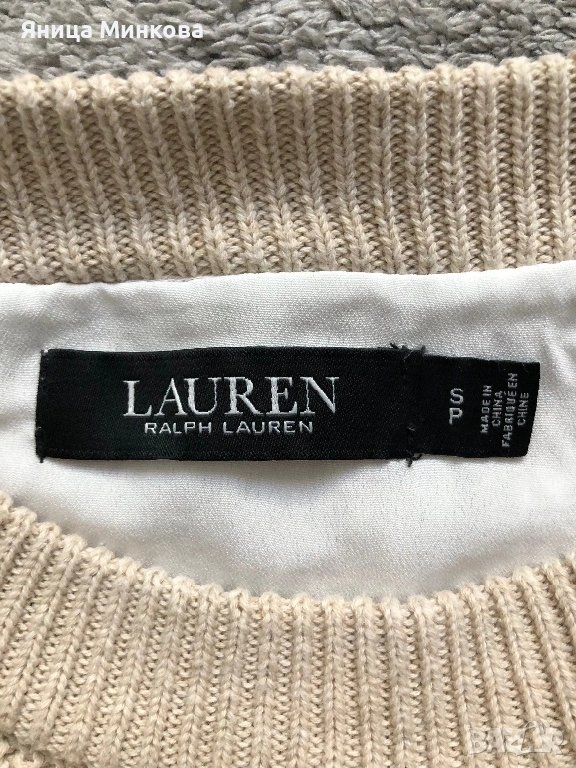 Яница Минкова
LAUREN
RALPH LAUREN
S
P
MADE IN
CHINA
FABRIQUÉ EN
CHINE